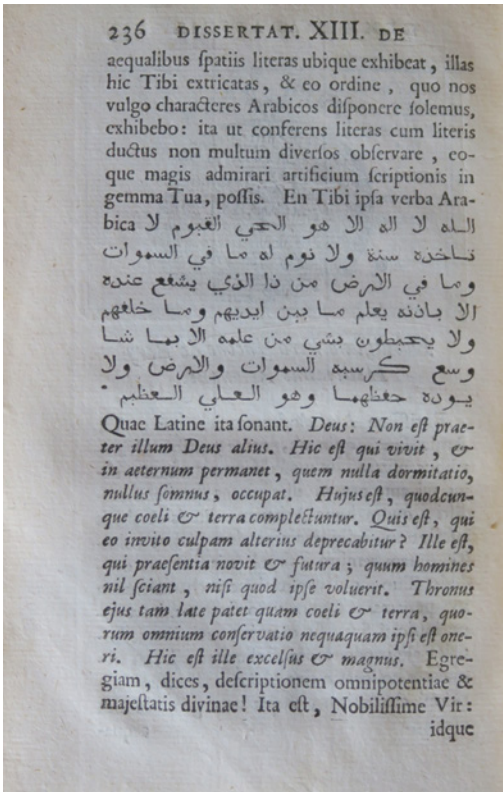 236 DISSERTAT. XIII. DE
aequalibus ſpatiis literas ubique exhibeat, illas
hic Tibi extricatas, & eo ordine, quo nos
vulgo characteres Arabicos diſponere ſolemus,
exhibebo: ita ut conferens literas cum literis
ductus non multum diverſos obſervare, eo-
que magis admirari artificium ſcriptionis in
gemma Tua, poſſis. En Tibi ipſa verba Ara-
bica الله لا اله الا هو الحي القيوم لا
تاخذه سنة ولا نوم له ما في السموات
وما في الارض من ذا الذي يشفع عنده
الا باذنه يعلم ما بين ايديهم وما خلفهم
ولا يحيطون بشي من علمه الا بما شا
وسع كرسيه السموات والارض ولا
يوده حفظهما وهو العلي العظيم
Quae Latine ita ſonant. Deus: Non eſt prae-
ter illum Deus alius. Hic eſt qui vivit, &
in aeternum permanet, quem nulla dormitatio,
nullus ſomnus, occupat. Hujus eſt, quodcun-
que coeli & terra complectuntur. Quis eſt, qui
eo invito culpam alterius deprecabitur? Ille eſt,
qui praeſentia novit & futura; quum homines
nil ſciant, niſi quod ipſe voluerit. Thronus
ejus tam late patet quam coeli & terra, quo-
rum omnium conſervatio nequaquam ipſi eſt one-
ri. Hic eſt ille excelſus & magnus. Egre-
giam, dices, deſcriptionem omnipotentiae &
majeſtatis divinae! Ita eſt, Nobiliſſime Vir:
idque